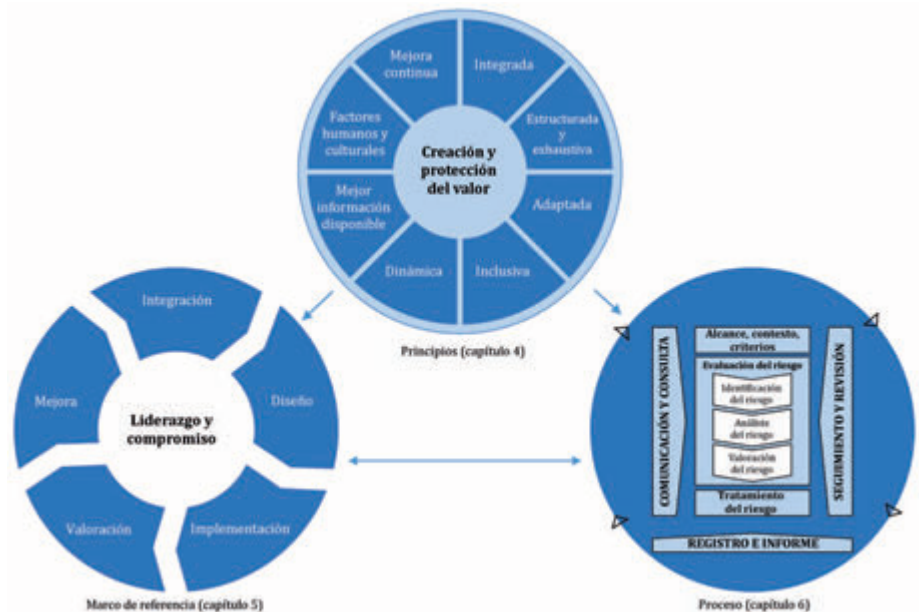 Mejora
continua
Integrada
Estructurada
y
exhaustiva
Adaptada
Inclusiva
Dinámica
Mejor
información
disponible
Factores
humanos y
culturales
Creación y
protección
del valor
Principios (capítulo 4)
Integración
Diseño
Implementación
Valoración
Mejora
Liderazgo y
compromiso
Marco de referencia (capítulo 5)
COMUNICACIÓN Y CONSULTA
Alcance, contexto,
criterios
Evaluación del riesgo
Identificación
del riesgo
Análisis
del riesgo
Valoración
del riesgo
Tratamiento
del riesgo
SEGUIMIENTO Y REVISIÓN
REGISTRO E INFORME
Proceso (capítulo 6)